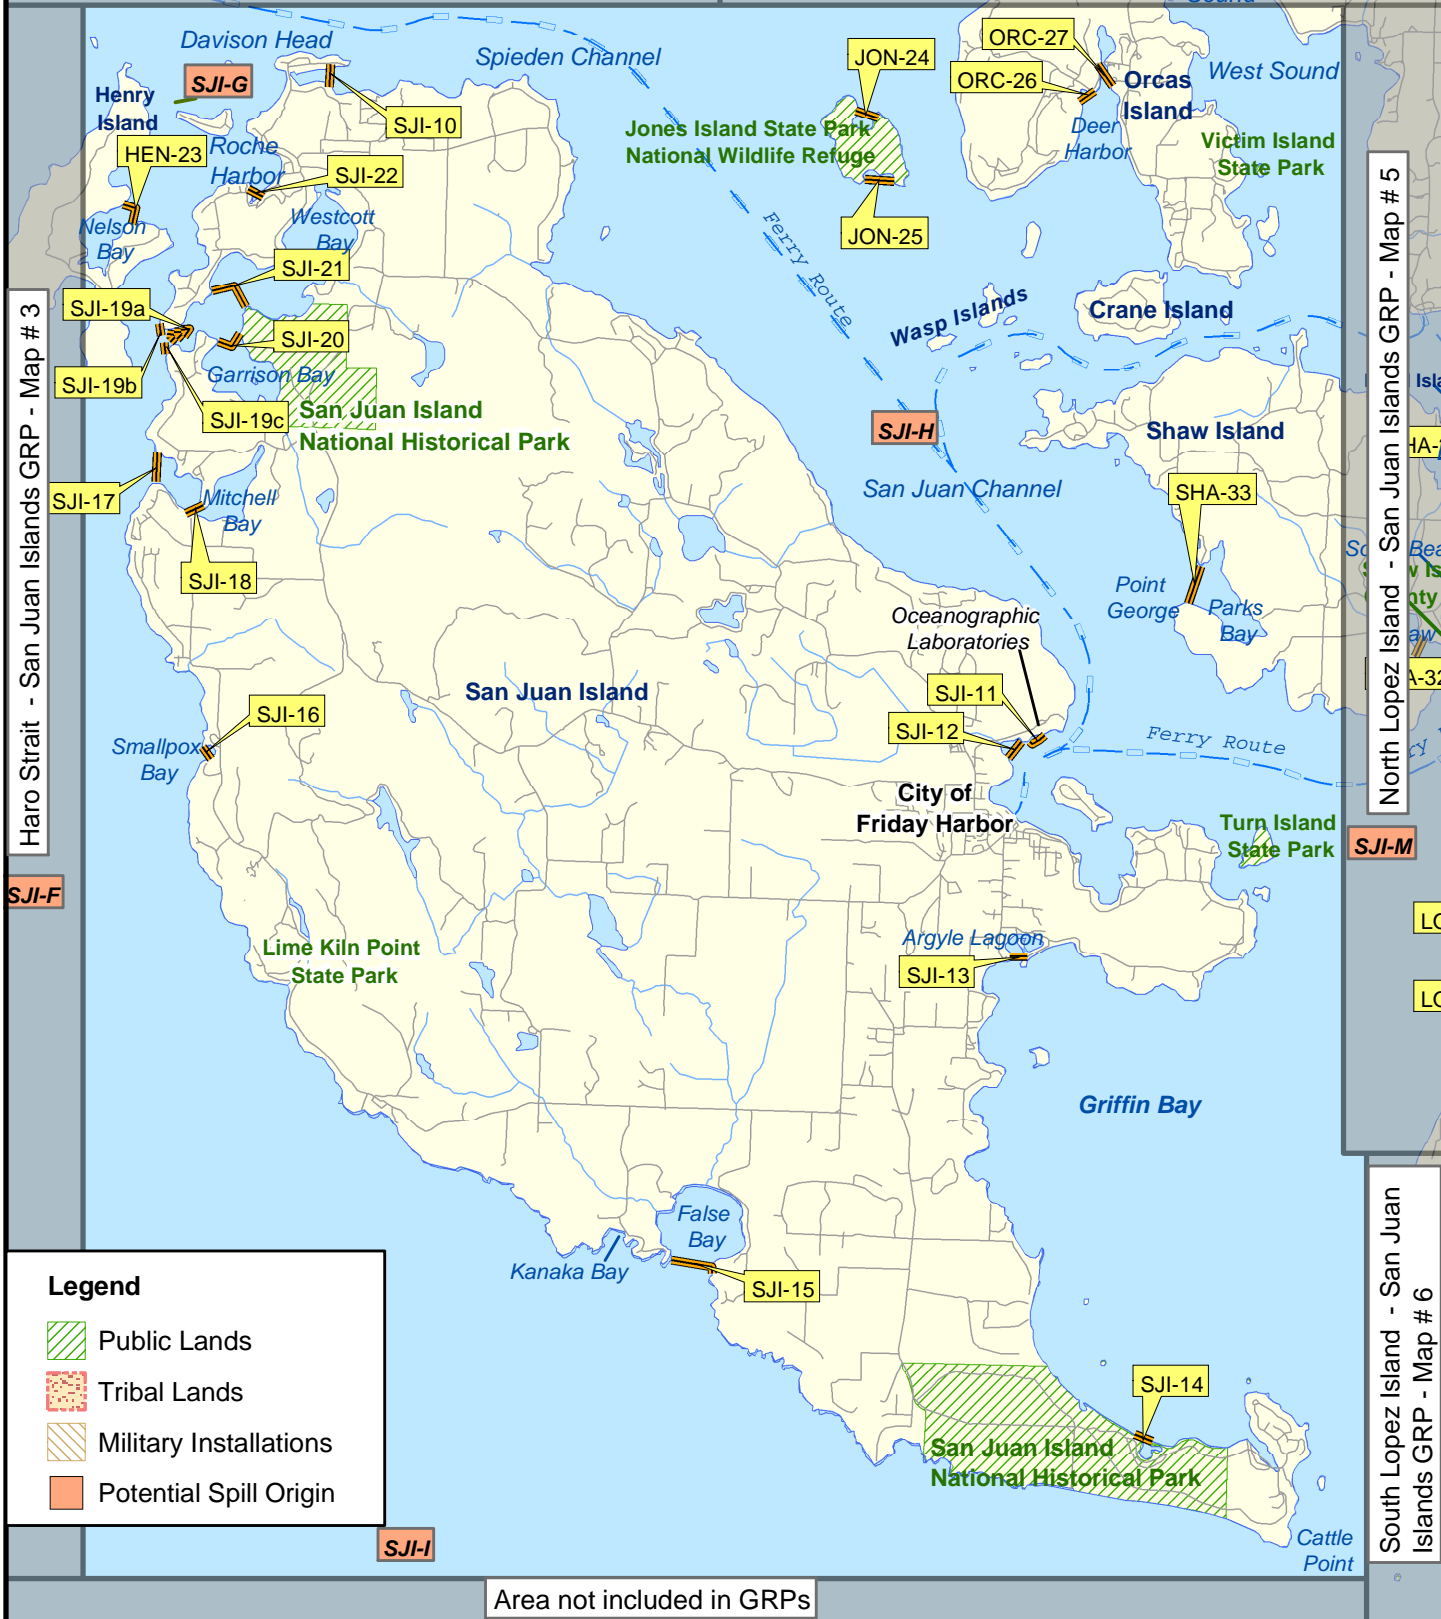 Sound
Davison Head
Spieden Channel
SJI-G
Henry
Island
SJI-10
HEN-23
Roche
Harbor
SJI-22
Nelson
Bay
Westcott
Bay
SJI-21
JON-24
ORC-27
ORC-26
Orcas
Island
West Sound
Deer
Harbor
Jones Island State Park
National Wildlife Refuge
Victim Island
State Park
JON-25
Ferry Route
Wasp Islands
Crane Island
SJI-19a
SJI-20
SJI-19b
Garrison Bay
SJI-19c
San Juan Island
National Historical Park
SJI-H
Shaw Island
San Juan Channel
SHA-33
SJI-17
Mitchell
Bay
SJI-18
Point
George
Parks
Bay
Oceanographic
Laboratories
San Juan Island
SJI-11
SJI-12
SJI-16
Smallpox
Bay
Ferry Route
City of
Friday Harbor
Turn Island
State Park
SJI-M
SJI-F
Lime Kiln Point
State Park
Argyle Lagoon
SJI-13
Griffin Bay
False
Bay
Kanaka Bay
SJI-15
SJI-14
San Juan Island
National Historical Park
Cattle
Point
SJI-I
Haro Strait - San Juan Islands GRP - Map # 3
North Lopez Island - San Juan Islands GRP - Map # 5
South Lopez Island - San Juan
Islands GRP - Map # 6
Legend
Public Lands
Tribal Lands
Military Installations
Potential Spill Origin
Area not included in GRPs